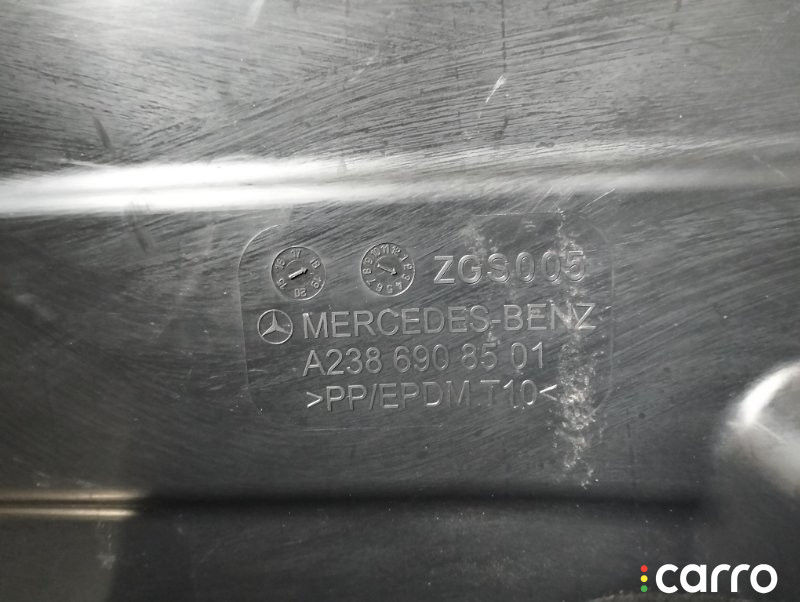 ZGS005
MERCEDES-BENZ
A238 690 85 01
>PP/EPDM T10<
carro